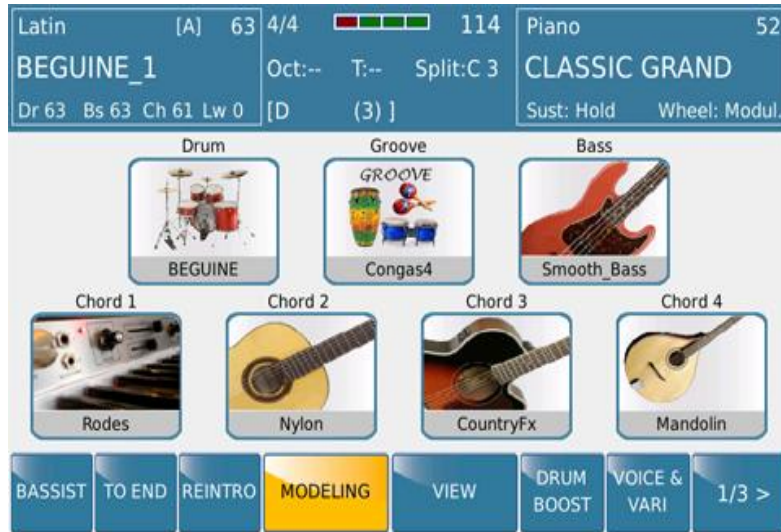 Latin [A] 63 4/4 114 Piano 52
BEGUINE_1 Oct:-- T:-- Split:C 3 CLASSIC GRAND
Dr 63 Bs 63 Ch 61 Lw 0 [D (3) ] Sust: Hold Wheel: Modul.
Drum Groove Bass
GROOVE
BEGUINE Congas4 Smooth_Bass
Chord 1 Chord 2 Chord 3 Chord 4
Rodes Nylon CountryFx Mandolin
BASSIST TO END REINTRO MODELING VIEW DRUM BOOST VOICE & VARI 1/3 >